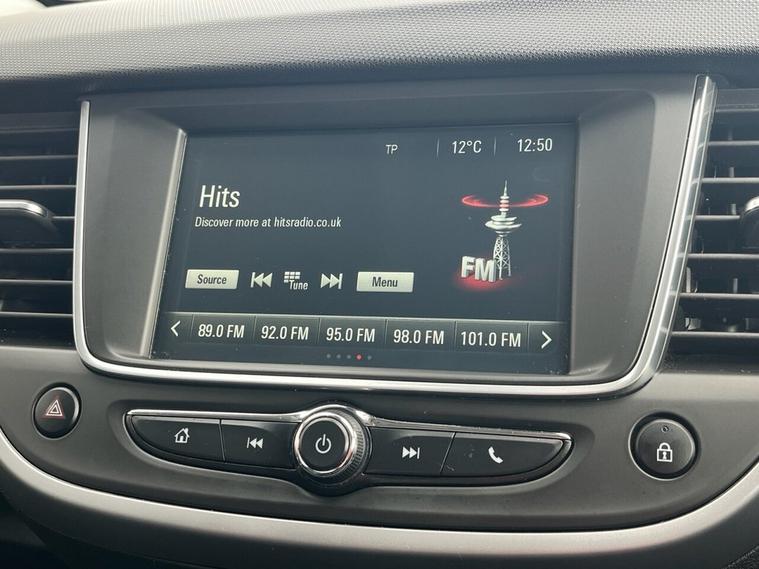 TP 12°C 12:50
Hits
Discover more at hitsradio.co.uk
FM
Source Tune Menu
89.0 FM 92.0 FM 95.0 FM 98.0 FM 101.0 FM